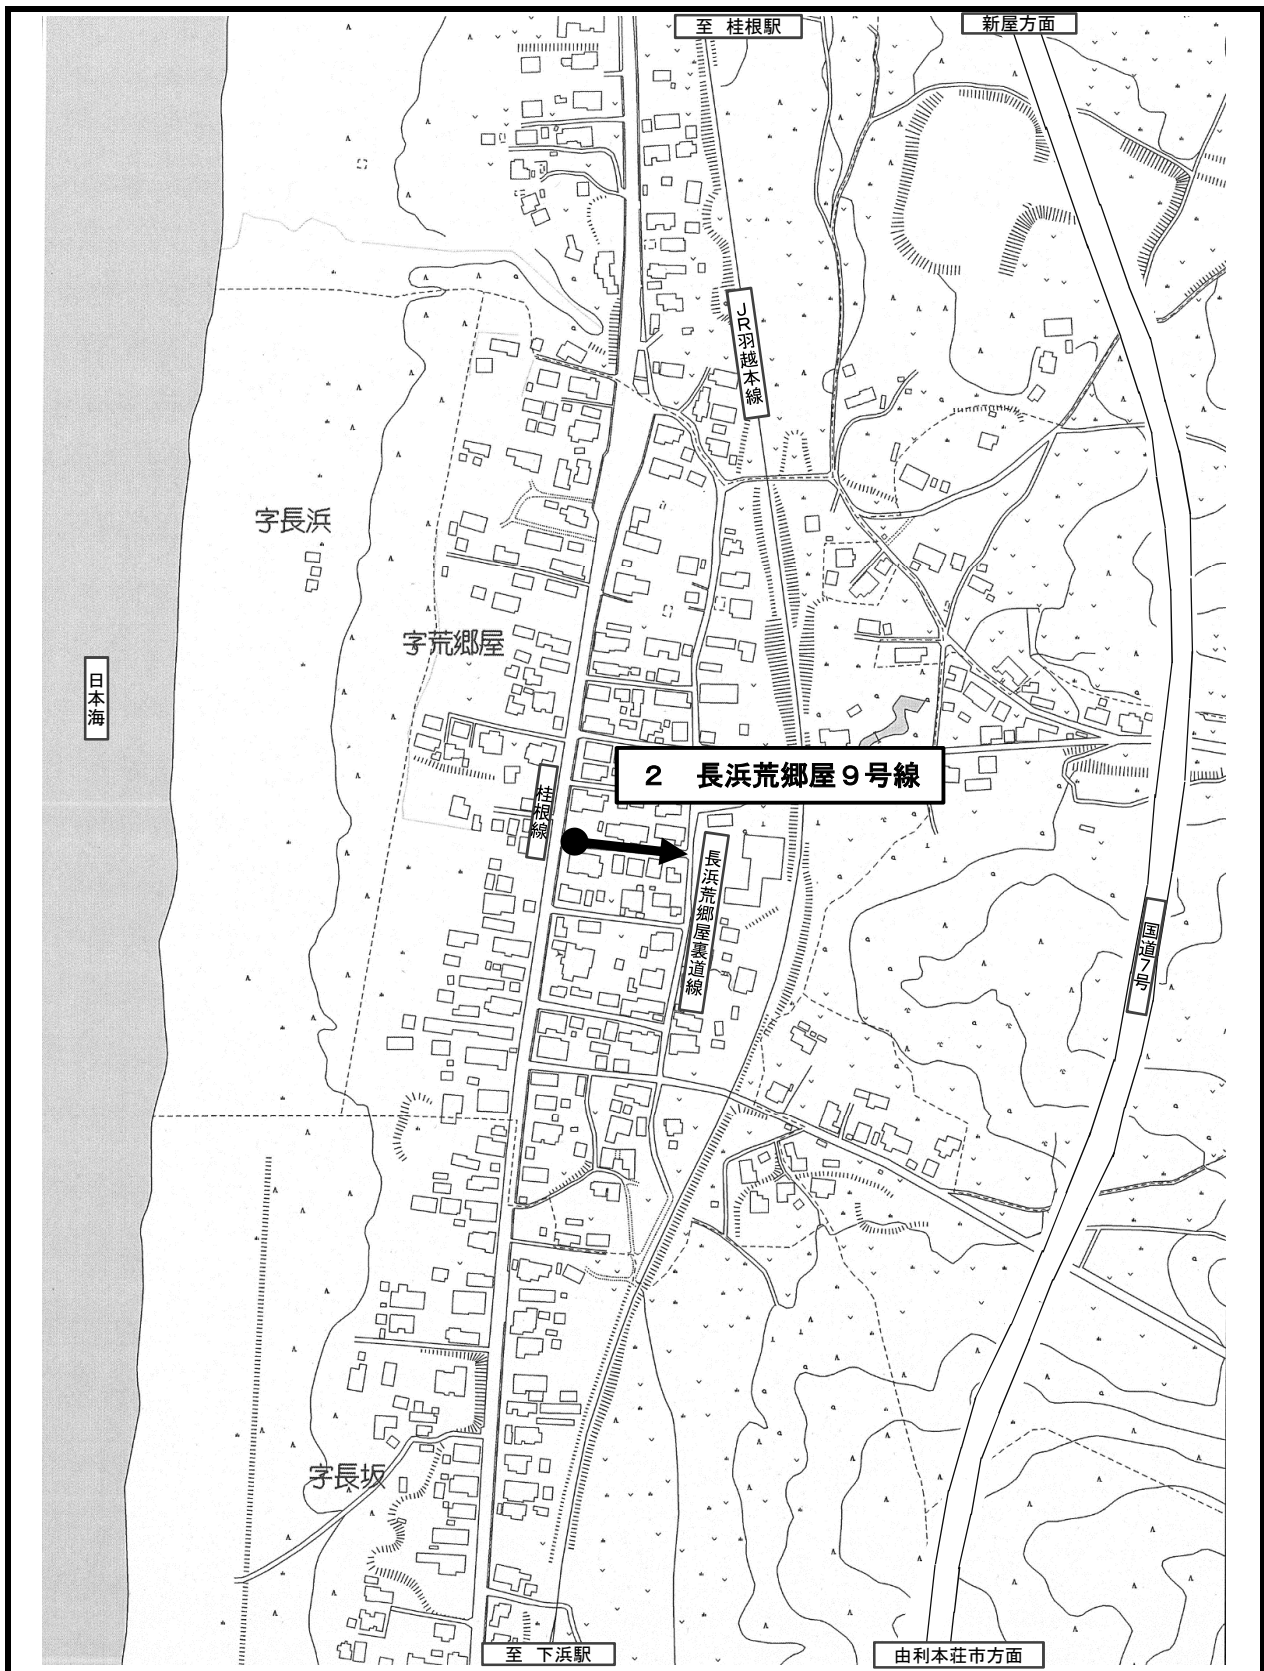 至 桂根駅
新屋方面
JR羽越本線
字長浜
字荒郷屋
日本海
2 長浜荒郷屋9号線
桂根線
長浜荒郷屋裏道線
国道7号
字長坂
至 下浜駅
由利本荘市方面